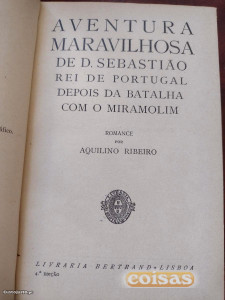 AVENTURA
MARAVILHOSA
DE D. SEBASTIÃO
REI DE PORTUGAL
DEPOIS DA BATALHA
COM O MIRAMOLIM
ROMANCE
POR
AQUILINO RIBEIRO
LIVRARIA BERTRAND - LISBOA
4.ª edição
coisas